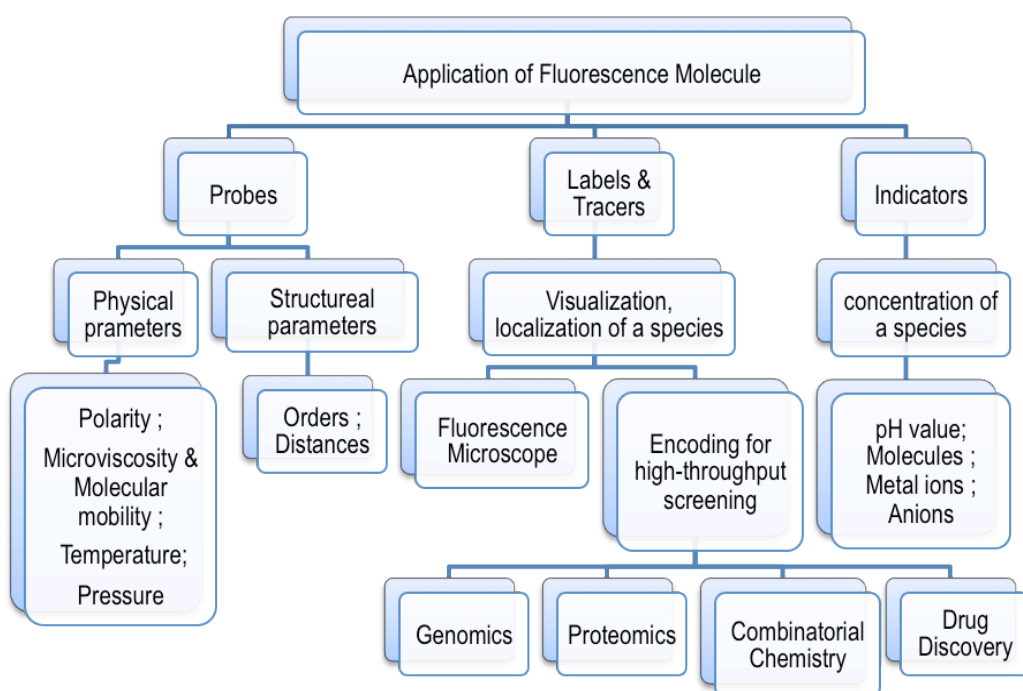 Application of Fluorescence Molecule
Probes
Labels &
Tracers
Indicators
Physical
prameters
Structureal
parameters
Visualization,
localization of a species
concentration of
a species
Polarity ;
Microviscosity &
Molecular
mobility ;
Temperature;
Pressure
Orders ;
Distances
Fluorescence
Microscope
Encoding for
high-throughput
screening
pH value;
Molecules ;
Metal ions ;
Anions
Genomics
Proteomics
Combinatorial
Chemistry
Drug
Discovery